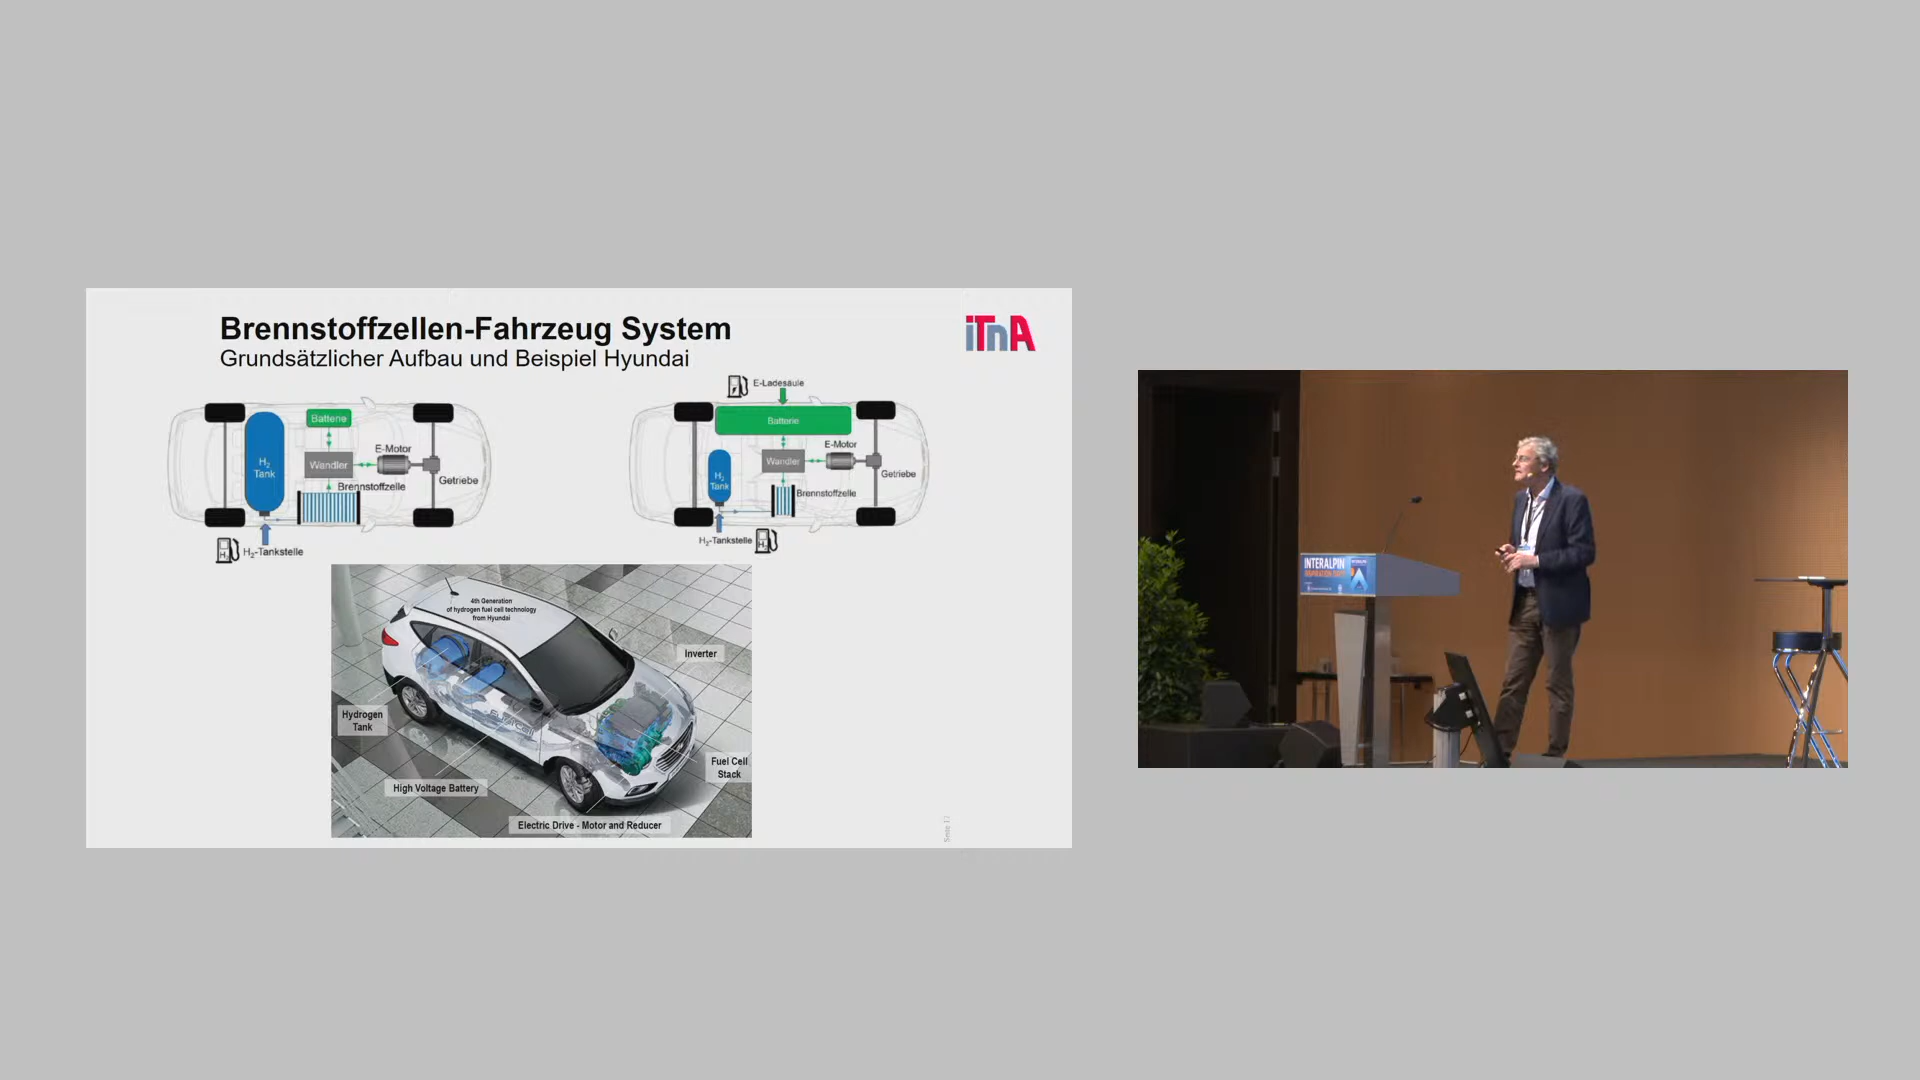 Brennstoffzellen-Fahrzeug System
Grundsätzlicher Aufbau und Beispiel Hyundai
iTnA
H₂
Tank
Batterie
Wandler
E-Motor
Brennstoffzelle
Getriebe
H₂
H₂-Tankstelle
E-Ladesäule
Batterie
H₂
Tank
Wandler
E-Motor
Brennstoffzelle
Getriebe
H₂-Tankstelle
H₂
4th Generation
of hydrogen fuel cell technology
from Hyundai
Inverter
Hydrogen
Tank
Fuel Cell
Stack
High Voltage Battery
Electric Drive - Motor and Reducer
INTERALPIN